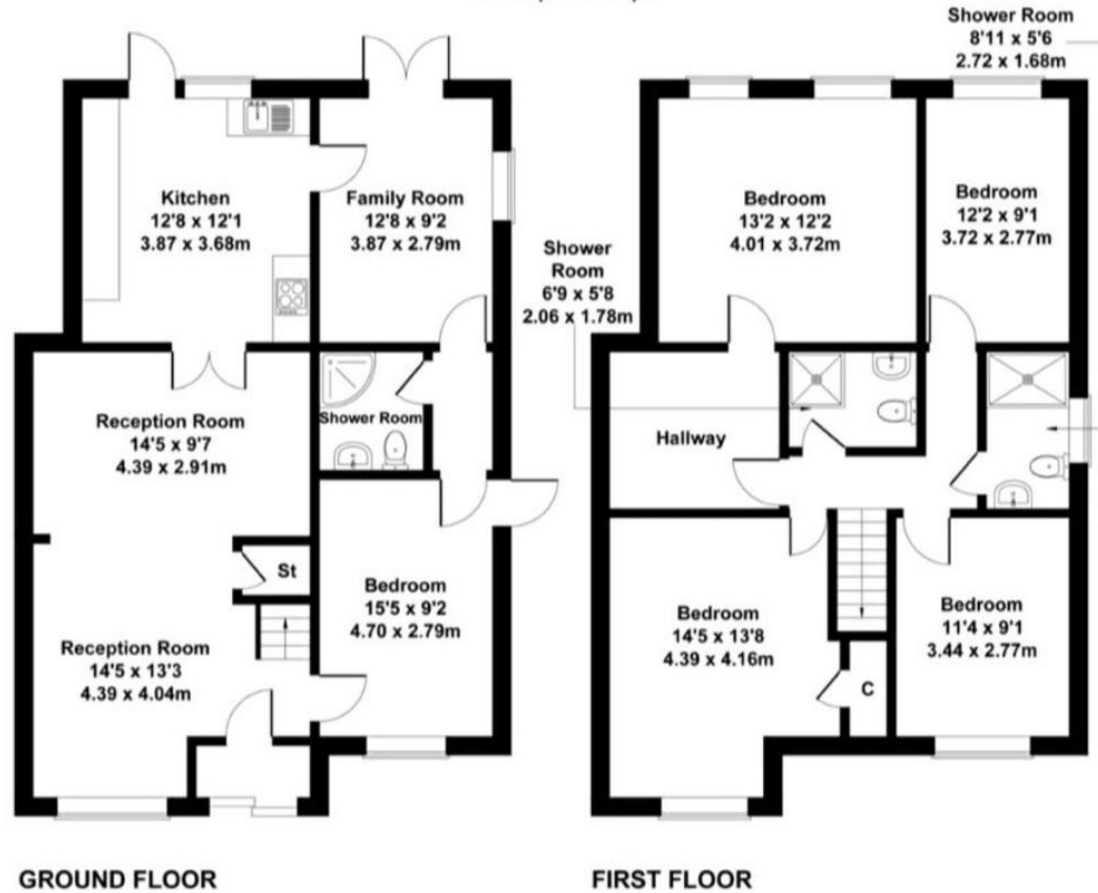 Shower Room
8'11 x 5'6
2.72 x 1.68m
Kitchen
12'8 x 12'1
3.87 x 3.68m
Family Room
12'8 x 9'2
3.87 x 2.79m
Shower
Room
6'9 x 5'8
2.06 x 1.78m
Bedroom
13'2 x 12'2
4.01 x 3.72m
Bedroom
12'2 x 9'1
3.72 x 2.77m
Reception Room
14'5 x 9'7
4.39 x 2.91m
Shower Room
Hallway
St
Bedroom
15'5 x 9'2
4.70 x 2.79m
Reception Room
14'5 x 13'3
4.39 x 4.04m
Bedroom
14'5 x 13'8
4.39 x 4.16m
C
Bedroom
11'4 x 9'1
3.44 x 2.77m
GROUND FLOOR
FIRST FLOOR